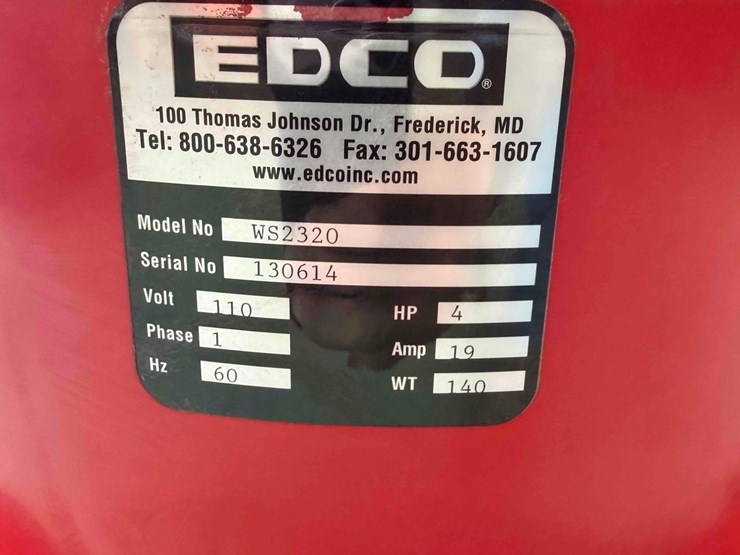 EDCO®
100 Thomas Johnson Dr., Frederick, MD
Tel: 800-638-6326 Fax: 301-663-1607
www.edcoinc.com
Model No WS2320
Serial No 130614
Volt 110 HP 4
Phase 1 Amp 19
Hz 60 WT 140